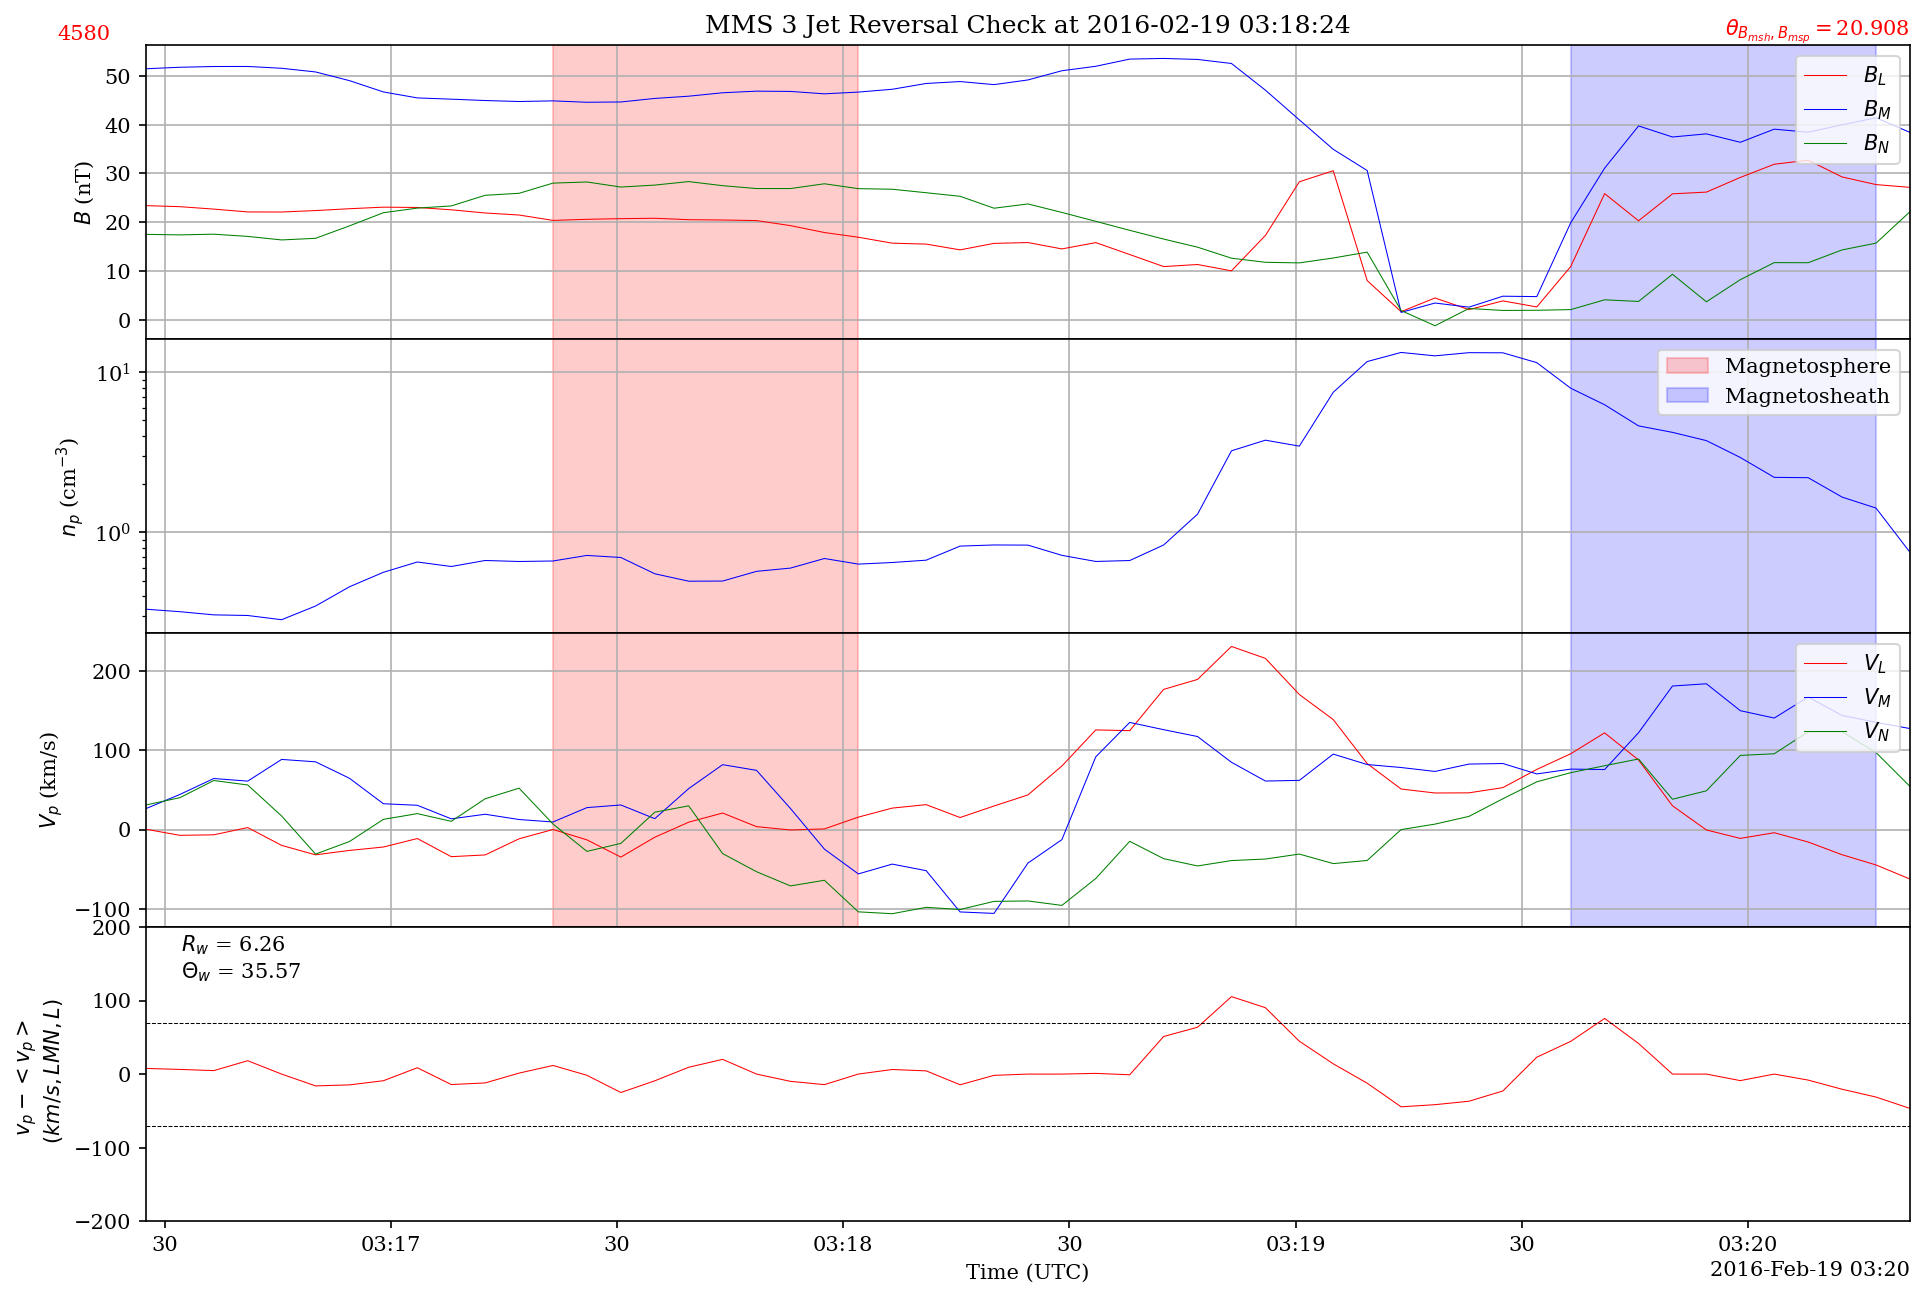 MMS 3 Jet Reversal Check at 2016-02-19 03:18:24
4580
θ_{B_{msh}, B_{msp}} = 20.908
50
40
30
20
10
0
B (nT)
B_L
B_M
B_N
10^1
10^0
n_p (cm^{−3})
Magnetosphere
Magnetosheath
200
100
0
−100
V_p (km/s)
V_L
V_M
V_N
200
100
0
−100
−200
v_p − <v_p>
(km/s, LMN, L)
R_w = 6.26
Θ_w = 35.57
30
03:17
30
03:18
30
03:19
30
03:20
Time (UTC)
2016-Feb-19 03:20